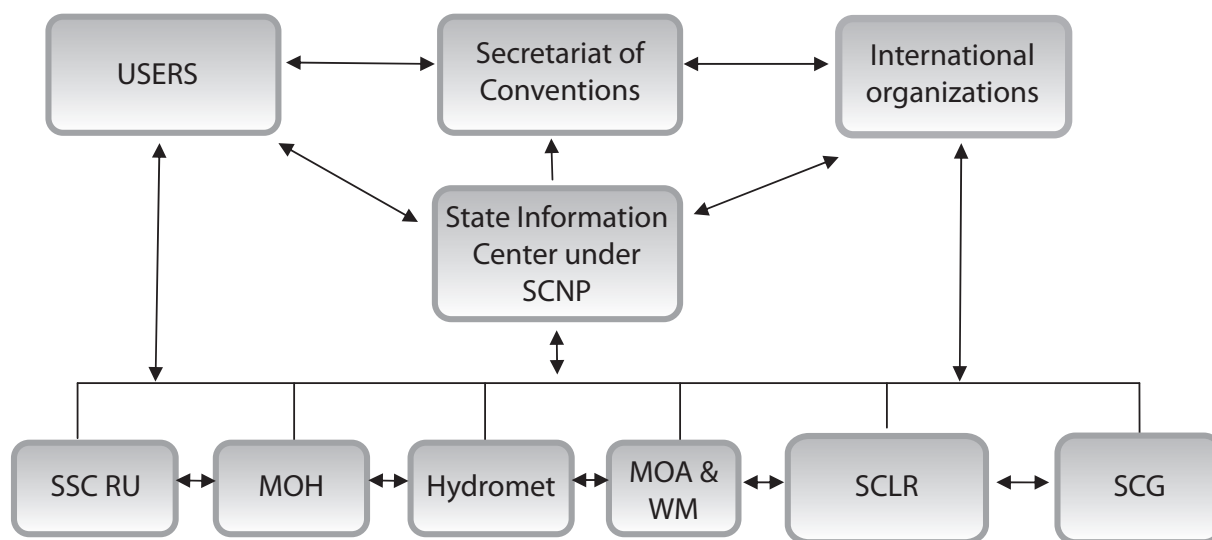 USERS
Secretariat of
Conventions
International
organizations
State Information
Center under
SCNP
SSC RU
MOH
Hydromet
MOA &
WM
SCLR
SCG